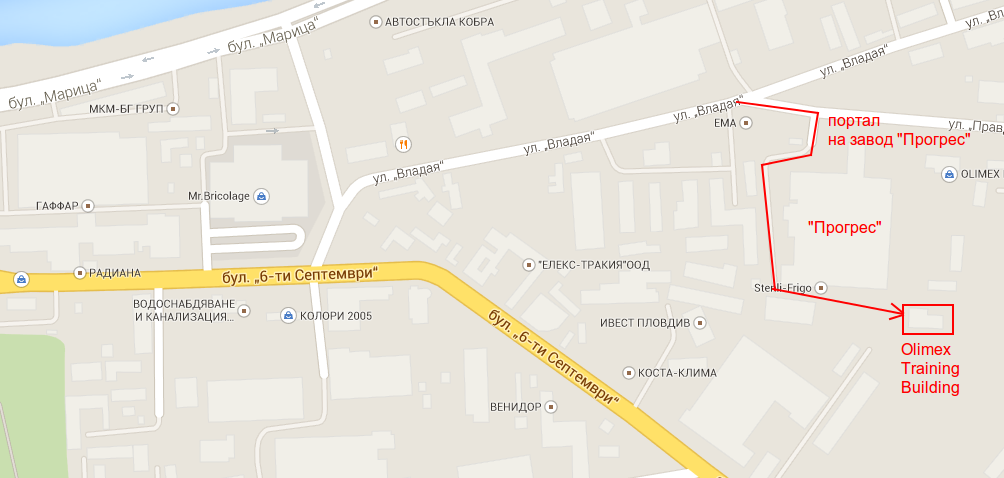 АВТОСТЪКЛА КОБРА
бул. „Марица“
бул. „Марица“
МКМ-БГ ГРУП
ул. „Владая“
ул. „Владая“
ул. „Владая“
ул. „Владая“
ул. „Владая“
ЕМА
ул. „Прав
портал
на завод "Прогрес"
OLIMEX
Mr.Bricolage
ГАФФАР
"Прогрес"
РАДИАНА
бул. „6-ти Септември“
"ЕЛЕКС-ТРАКИЯ"ООД
ВОДОСНАБДЯВАНЕ
И КАНАЛИЗАЦИЯ...
КОЛОРИ 2005
ИВЕСТ ПЛОВДИВ
бул. „6-ти Септември“
КОСТА-КЛИМА
ВЕНИДОР
Olimex
Training
Building